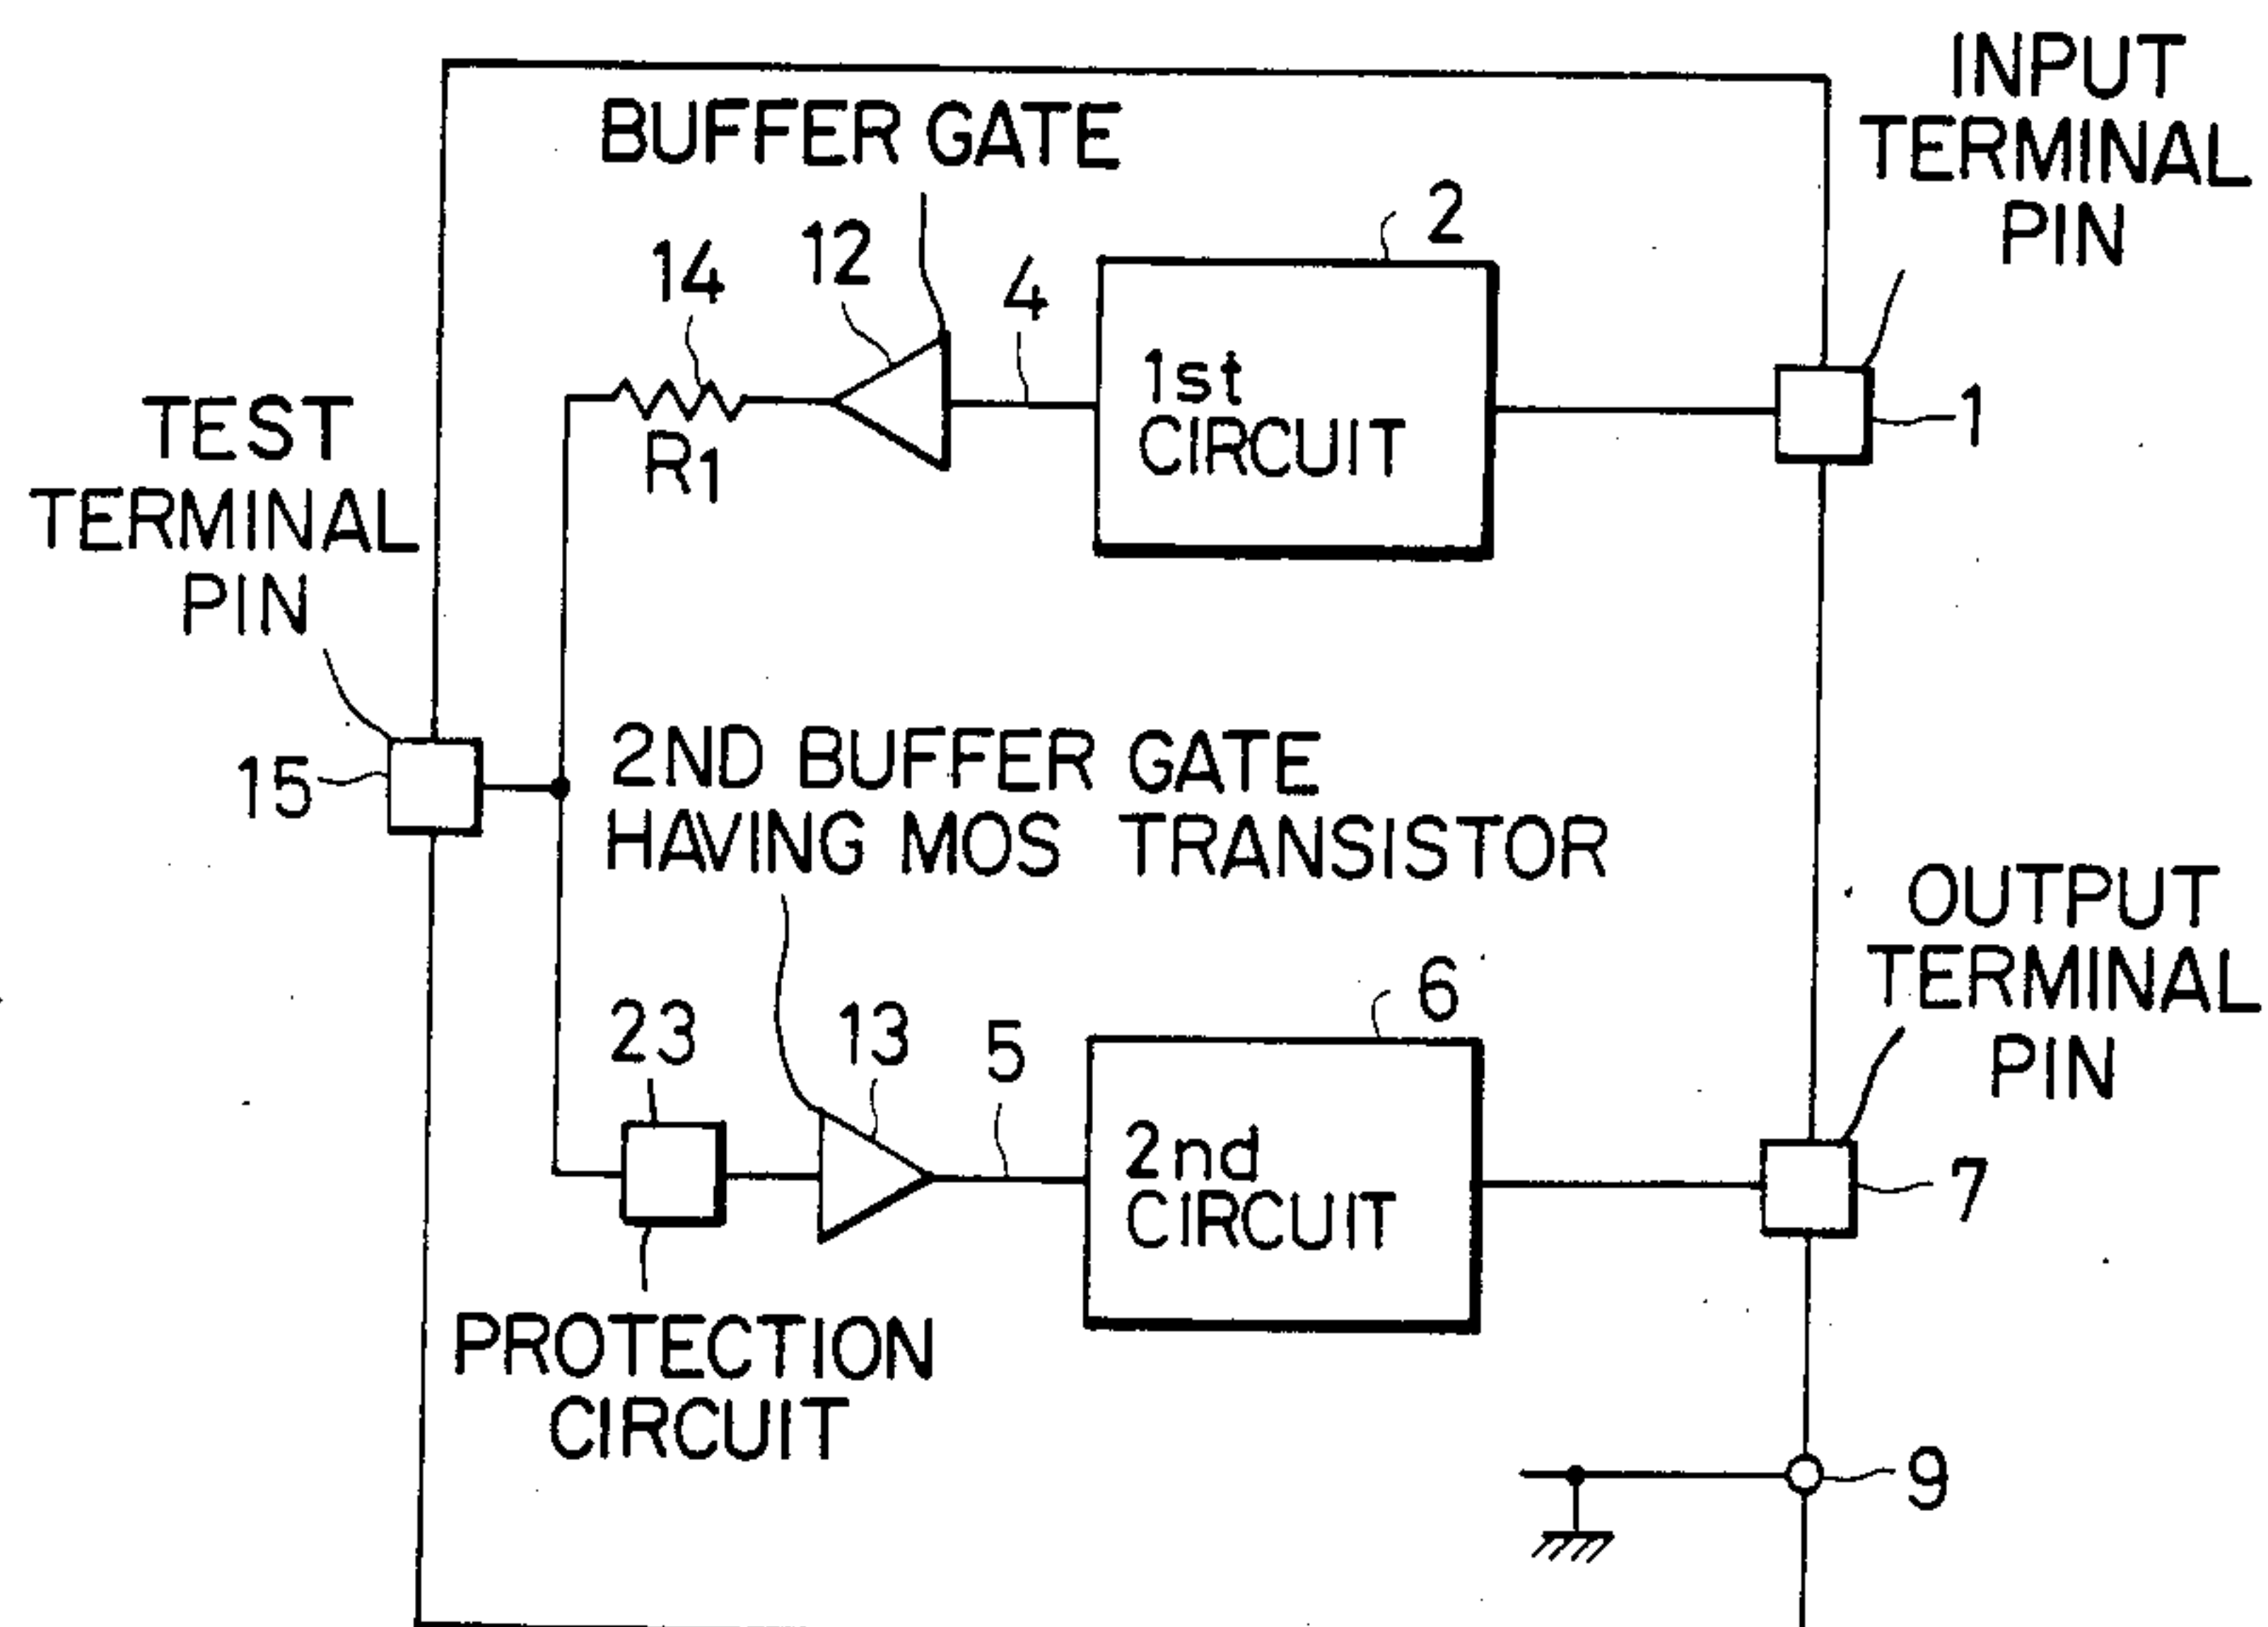 INPUT
TERMINAL
PIN
BUFFER GATE
2
12
14
4
1st
CIRCUIT
R1
1
TEST
TERMINAL
PIN
15
2ND BUFFER GATE
HAVING MOS TRANSISTOR
OUTPUT
TERMINAL
PIN
6
23
13
5
2nd
CIRCUIT
7
PROTECTION
CIRCUIT
9